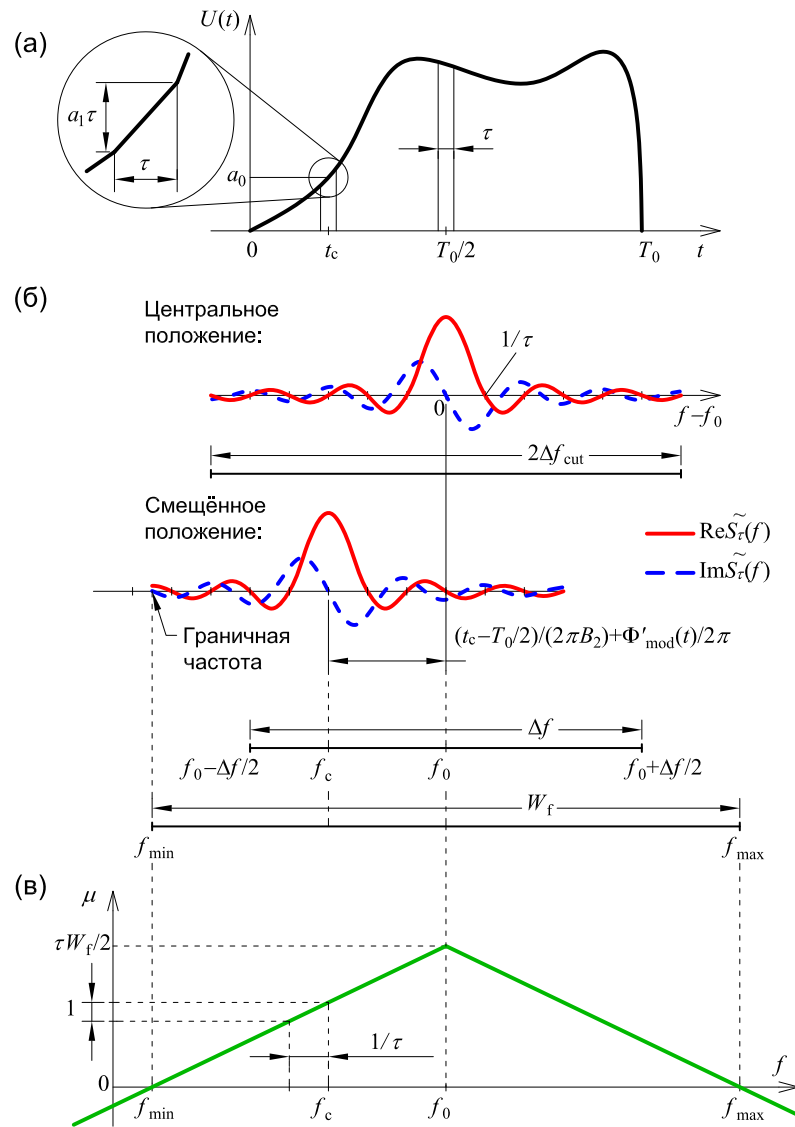 (а)
U(t)
a₁τ
τ
a₀
τ
0
t_c
T₀/2
T₀
t
(б)
Центральное
положение:
1/τ
0
f–f₀
2Δf_cut
Смещённое
положение:
ReS̃_τ(f)
ImS̃_τ(f)
Граничная
частота
(t_c–T₀/2)/(2πB₂)+Φ′_mod(t)/2π
Δf
f₀–Δf/2
f_c
f₀
f₀+Δf/2
W_f
f_min
f_max
(в)
μ
τW_f/2
1
1/τ
0
f
f_min
f_c
f₀
f_max